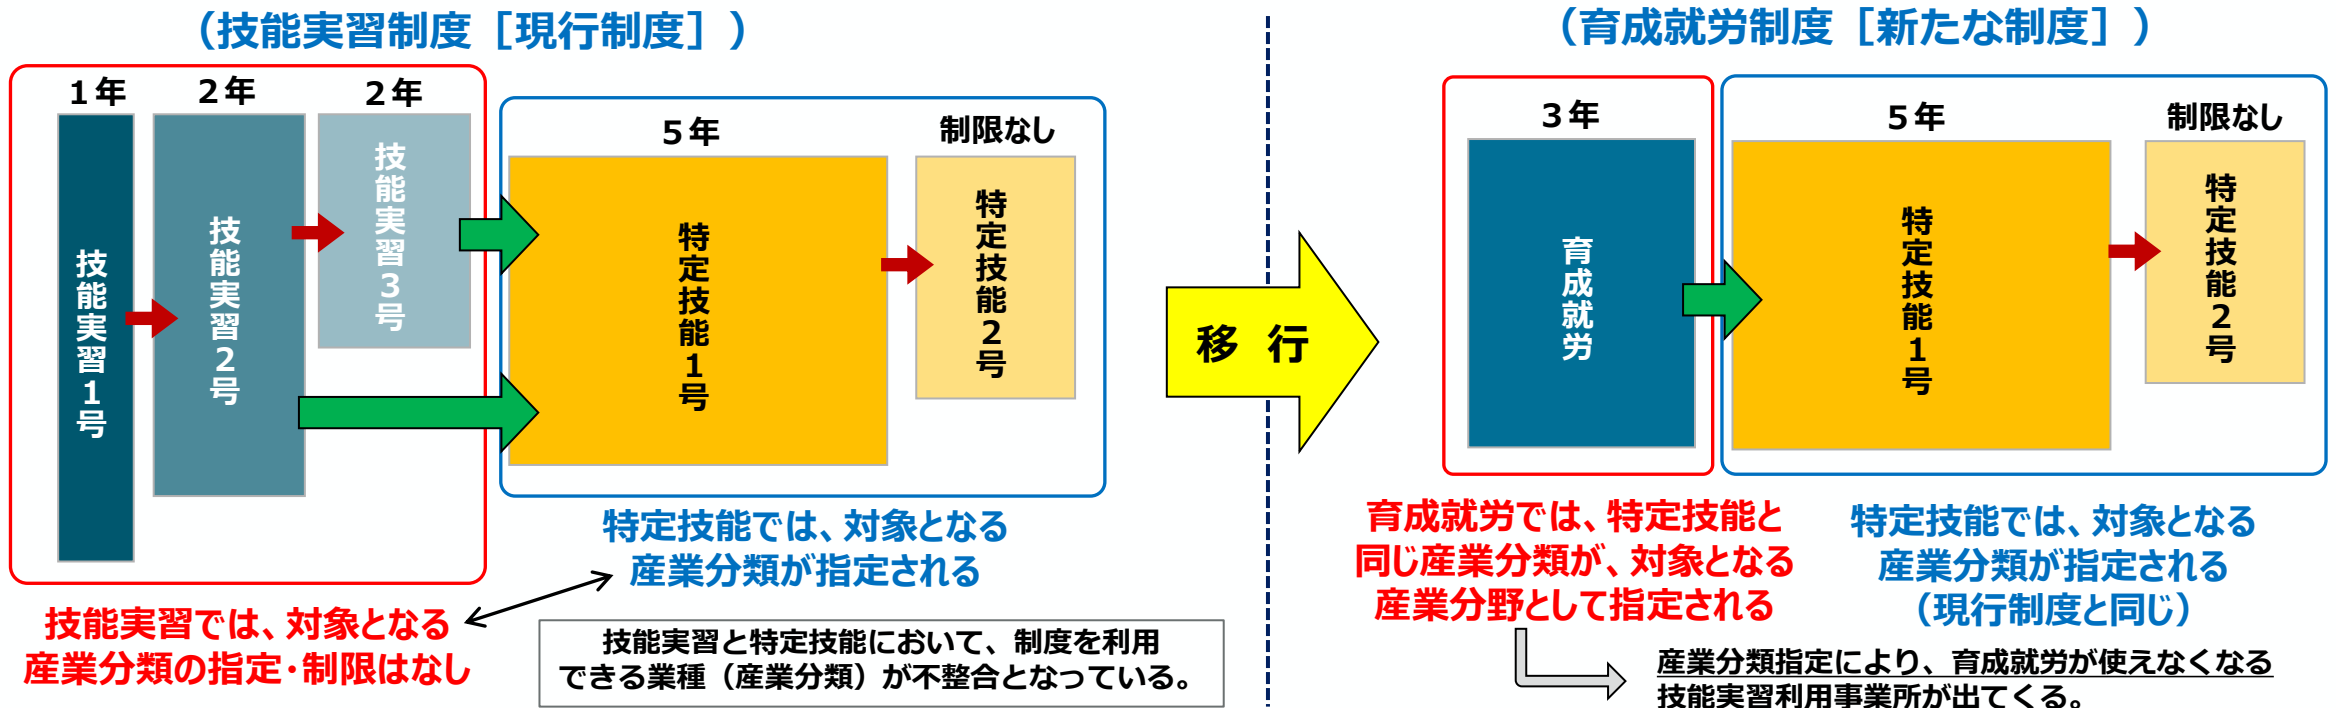 （技能実習制度［現行制度］）
１年
２年
２年
５年
制限なし
技能実習１号
技能実習２号
技能実習３号
特定技能１号
特定技能２号
特定技能では、対象となる
産業分類が指定される
技能実習では、対象となる
産業分類の指定・制限はなし
技能実習と特定技能において、制度を利用
できる業種（産業分類）が不整合となっている。
移 行
（育成就労制度［新たな制度］）
３年
５年
制限なし
育成就労
特定技能１号
特定技能２号
育成就労では、特定技能と
同じ産業分類が、対象となる
産業分野として指定される
特定技能では、対象となる
産業分類が指定される
（現行制度と同じ）
産業分類指定により、育成就労が使えなくなる
技能実習利用事業所が出てくる。